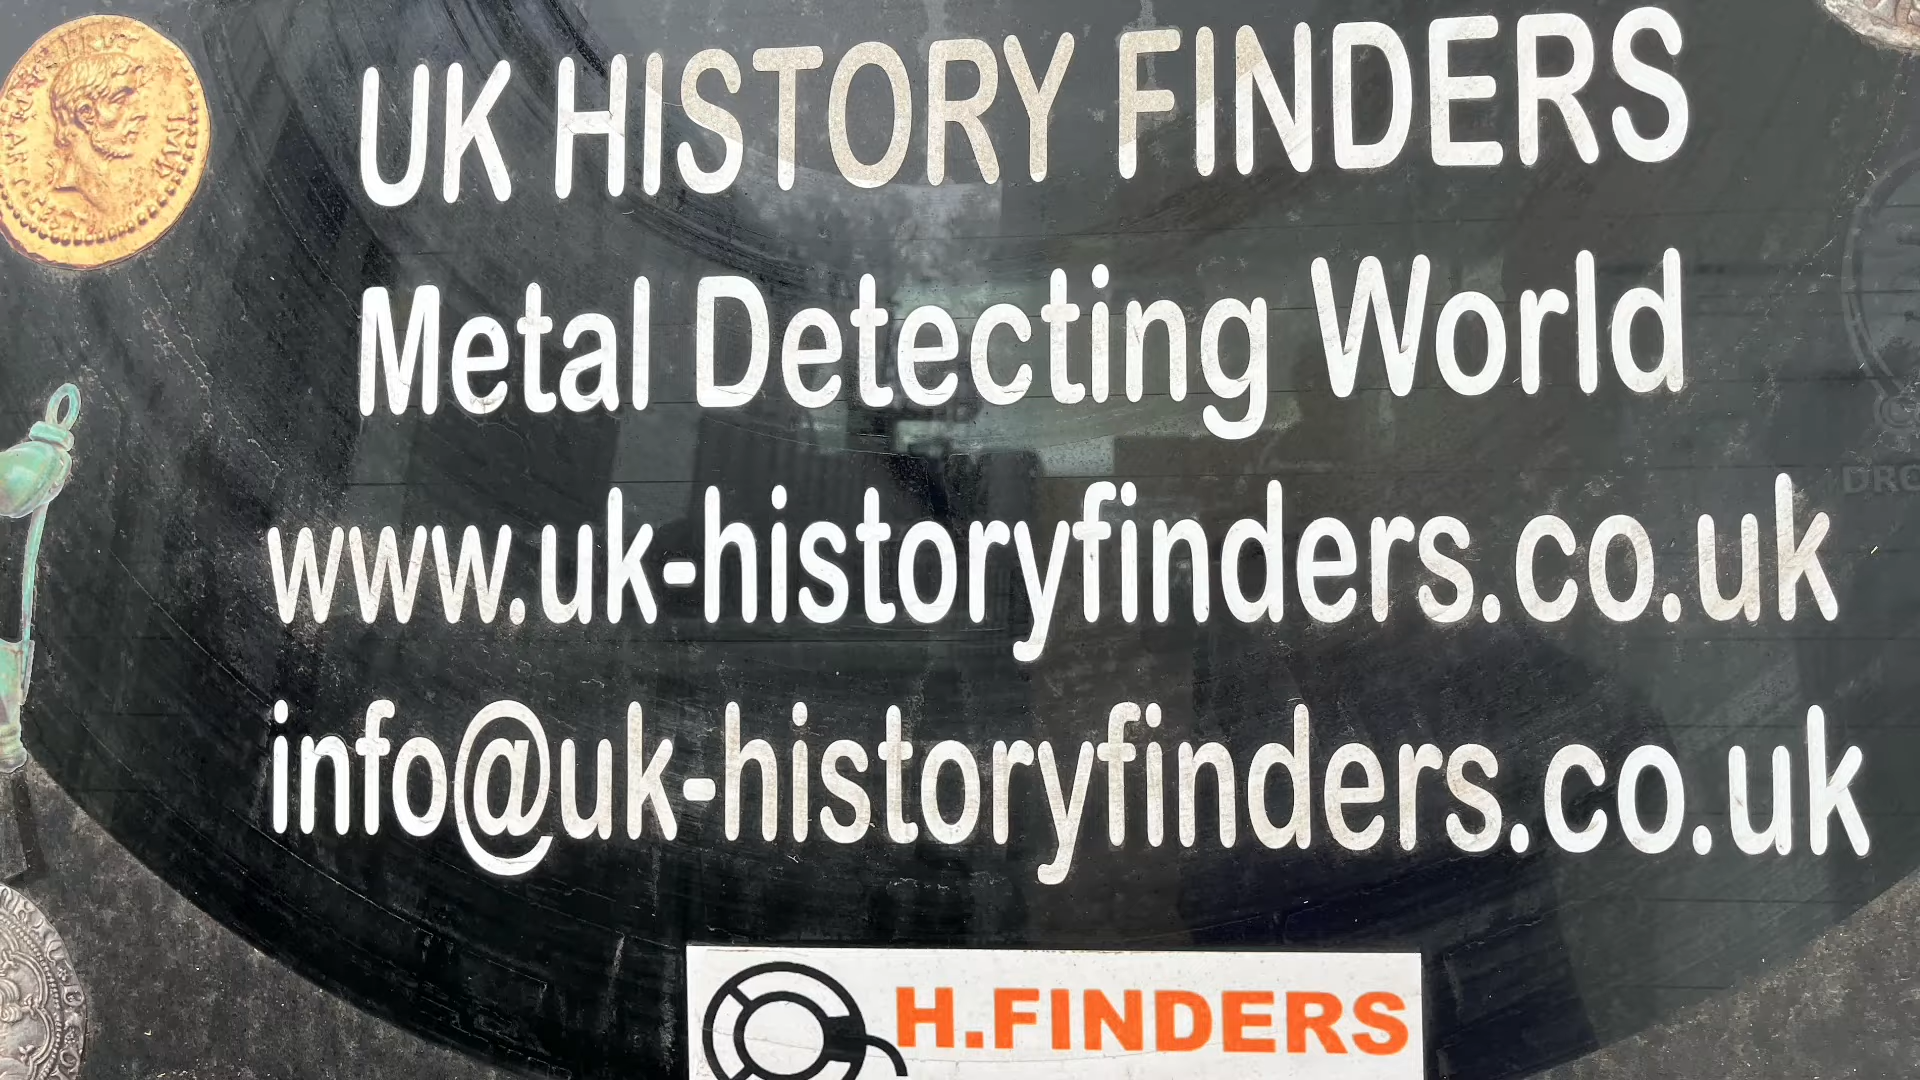 UK HISTORY FINDERS
Metal Detecting World
www.uk-historyfinders.co.uk
info@uk-historyfinders.co.uk
H.FINDERS